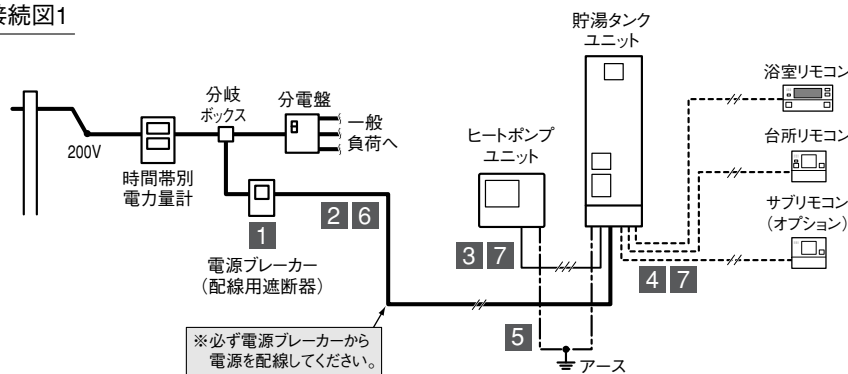 接続図1
貯湯タンク
ユニット
浴室リモコン
分岐
ボックス
分電盤
一般
負荷へ
200V
時間帯別
電力量計
ヒートポンプ
ユニット
台所リモコン
サブリモコン
(オプション)
1
2 6
3 7
4 7
電源ブレーカー
(配線用遮断器)
※必ず電源ブレーカーから
電源を配線してください。
5
アース